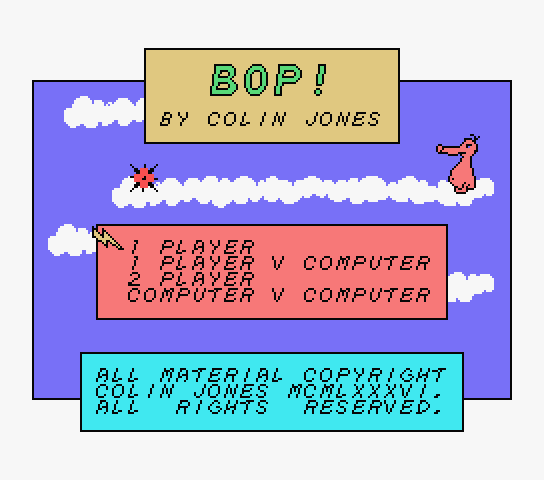 BOP!
BY COLIN JONES
1 PLAYER
1 PLAYER V COMPUTER
2 PLAYER
COMPUTER V COMPUTER
ALL MATERIAL COPYRIGHT
COLIN JONES MCMLXXXVI.
ALL RIGHTS RESERVED.